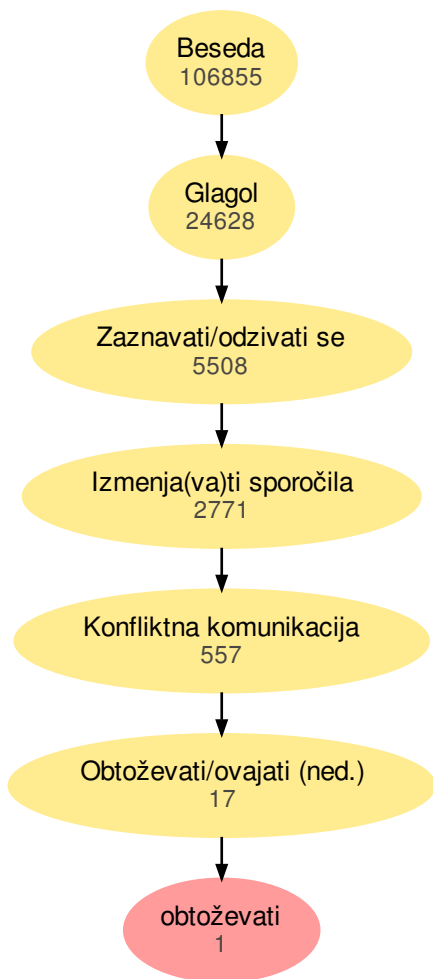 Beseda
106855
Glagol
24628
Zaznavati/odzivati se
5508
Izmenja(va)ti sporočila
2771
Konfliktna komunikacija
557
Obtoževati/ovajati (ned.)
17
obtoževati
1